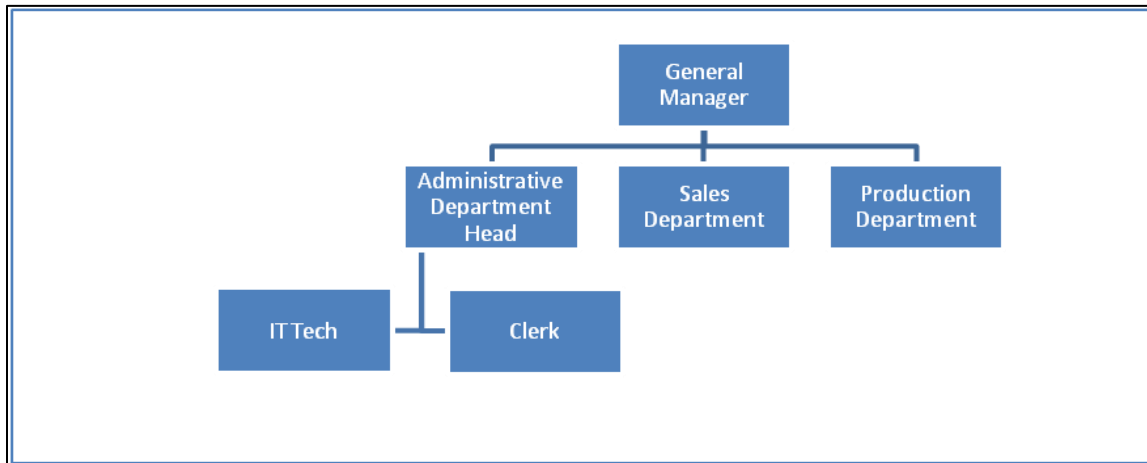 General
Manager
Administrative
Department
Head
Sales
Department
Production
Department
IT Tech
Clerk